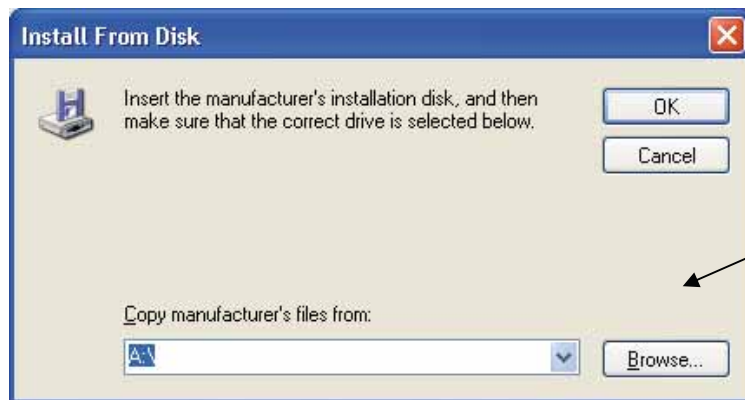 Install From Disk
Insert the manufacturer's installation disk, and then
make sure that the correct drive is selected below.
OK
Cancel
Copy manufacturer's files from:
A:\
Browse...